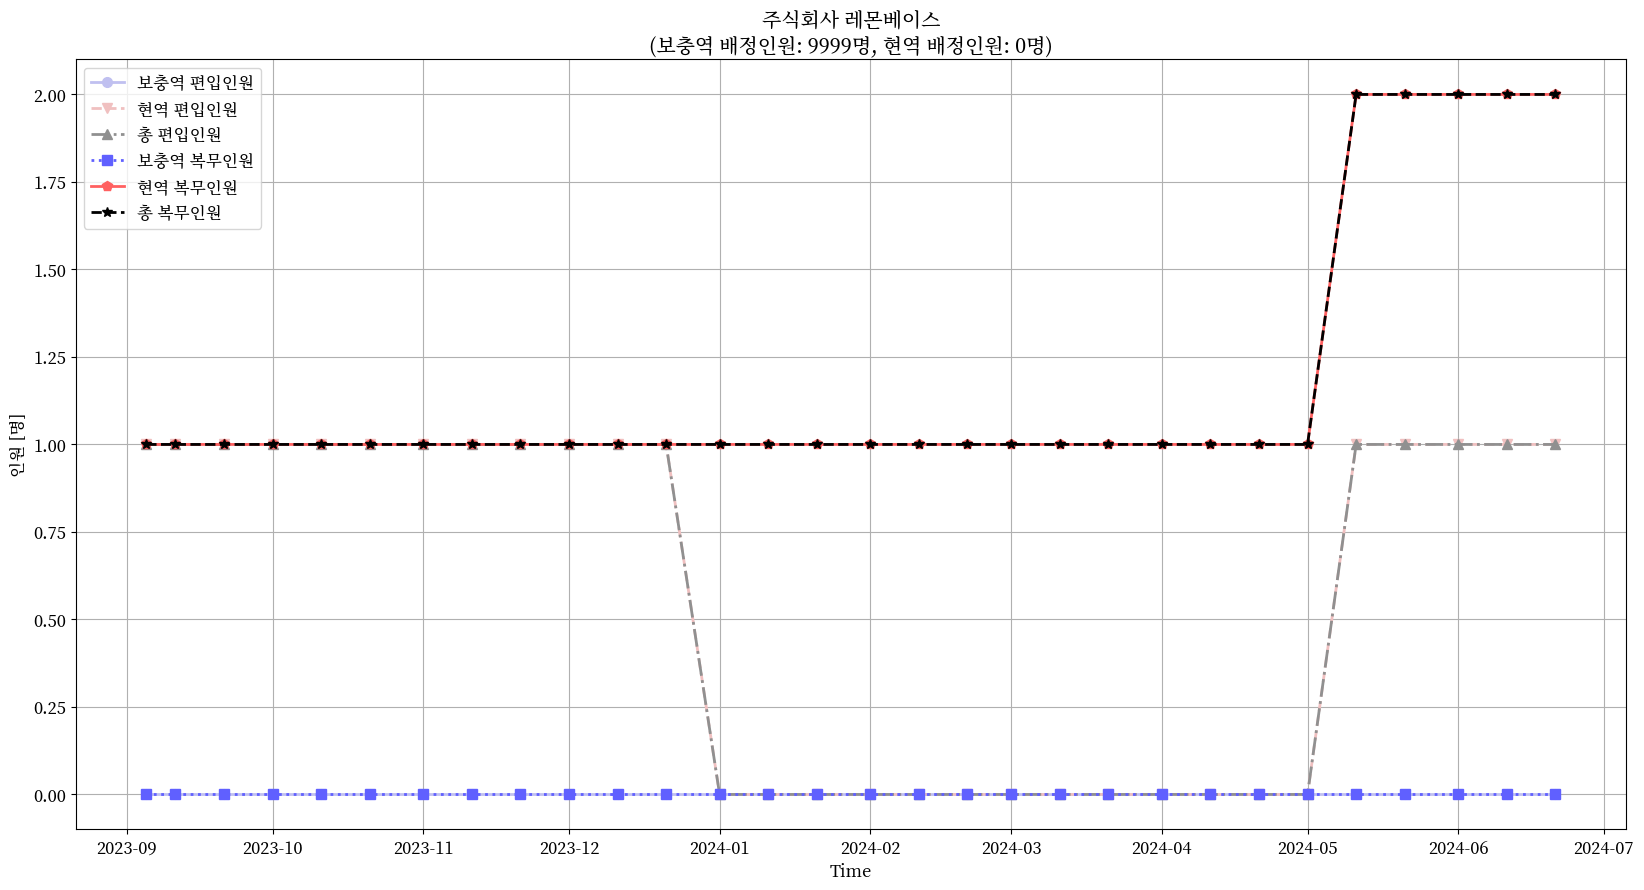 주식회사 레몬베이스
(보충역 배정인원: 9999명, 현역 배정인원: 0명)
보충역 편입인원
현역 편입인원
총 편입인원
보충역 복무인원
현역 복무인원
총 복무인원
인원 [명]
2.00
1.75
1.50
1.25
1.00
0.75
0.50
0.25
0.00
2023-09 2023-10 2023-11 2023-12 2024-01 2024-02 2024-03 2024-04 2024-05 2024-06 2024-07
Time